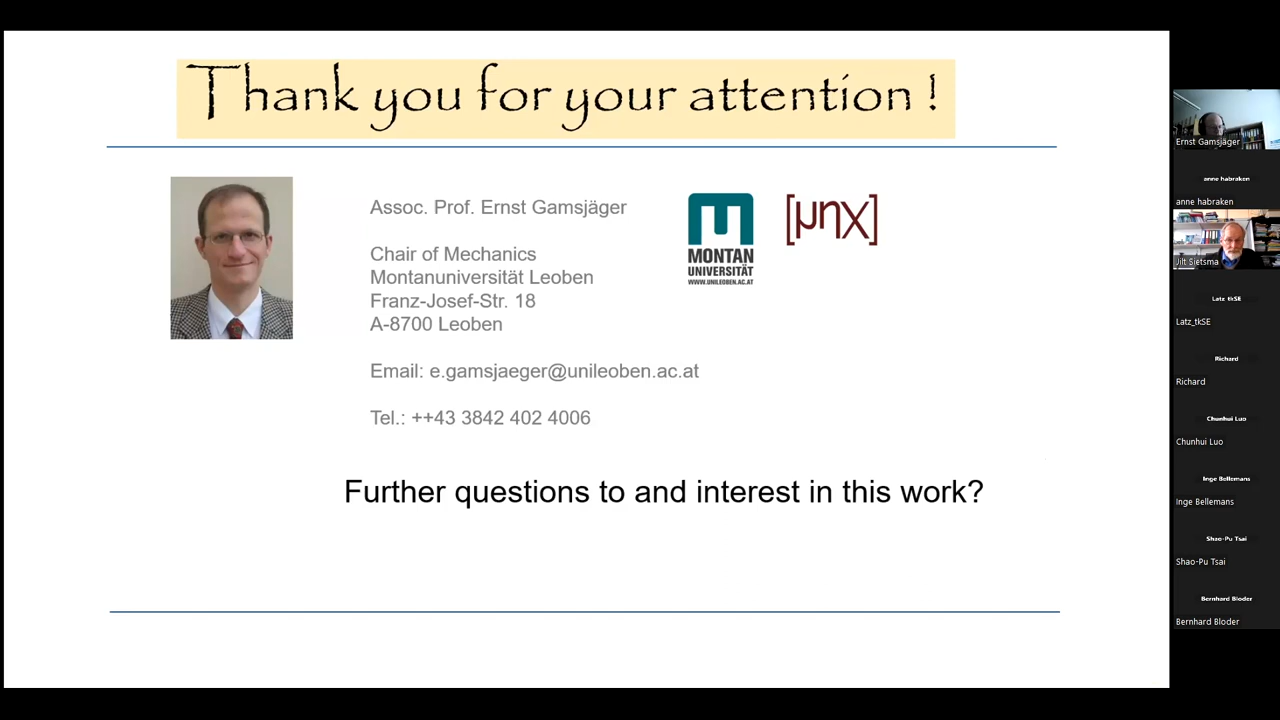 Thank you for your attention !
Assoc. Prof. Ernst Gamsjäger
Chair of Mechanics
Montanuniversität Leoben
Franz-Josef-Str. 18
A-8700 Leoben
Email: e.gamsjaeger@unileoben.ac.at
Tel.: ++43 3842 402 4006
MONTAN
UNIVERSITÄT
WWW.UNILEOBEN.AC.AT
[μnx]
Further questions to and interest in this work?
Ernst Gamsjäger
anne habraken
anne habraken
Jilt Sietsma
Latz_tkSE
Latz_tkSE
Richard
Richard
Chunhui Luo
Chunhui Luo
Inge Bellemans
Inge Bellemans
Shao-Pu Tsai
Shao-Pu Tsai
Bernhard Bloder
Bernhard Bloder